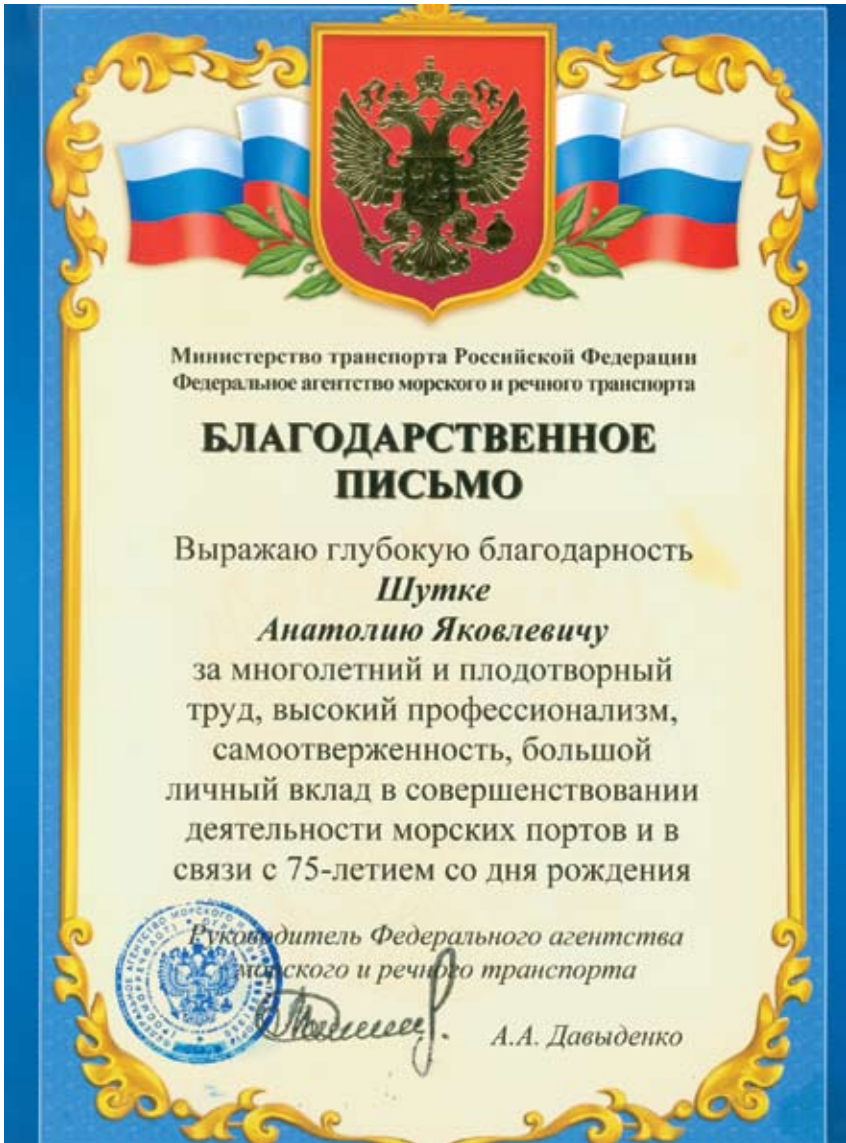 Министерство транспорта Российской Федерации
Федеральное агентство морского и речного транспорта
БЛАГОДАРСТВЕННОЕ
ПИСЬМО
Выражаю глубокую благодарность
Шутке
Анатолию Яковлевичу
за многолетний и плодотворный
труд, высокий профессионализм,
самоотверженность, большой
личный вклад в совершенствовании
деятельности морских портов и в
связи с 75-летием со дня рождения
Руководитель Федерального агентства
морского и речного транспорта
А.А. Давыденко